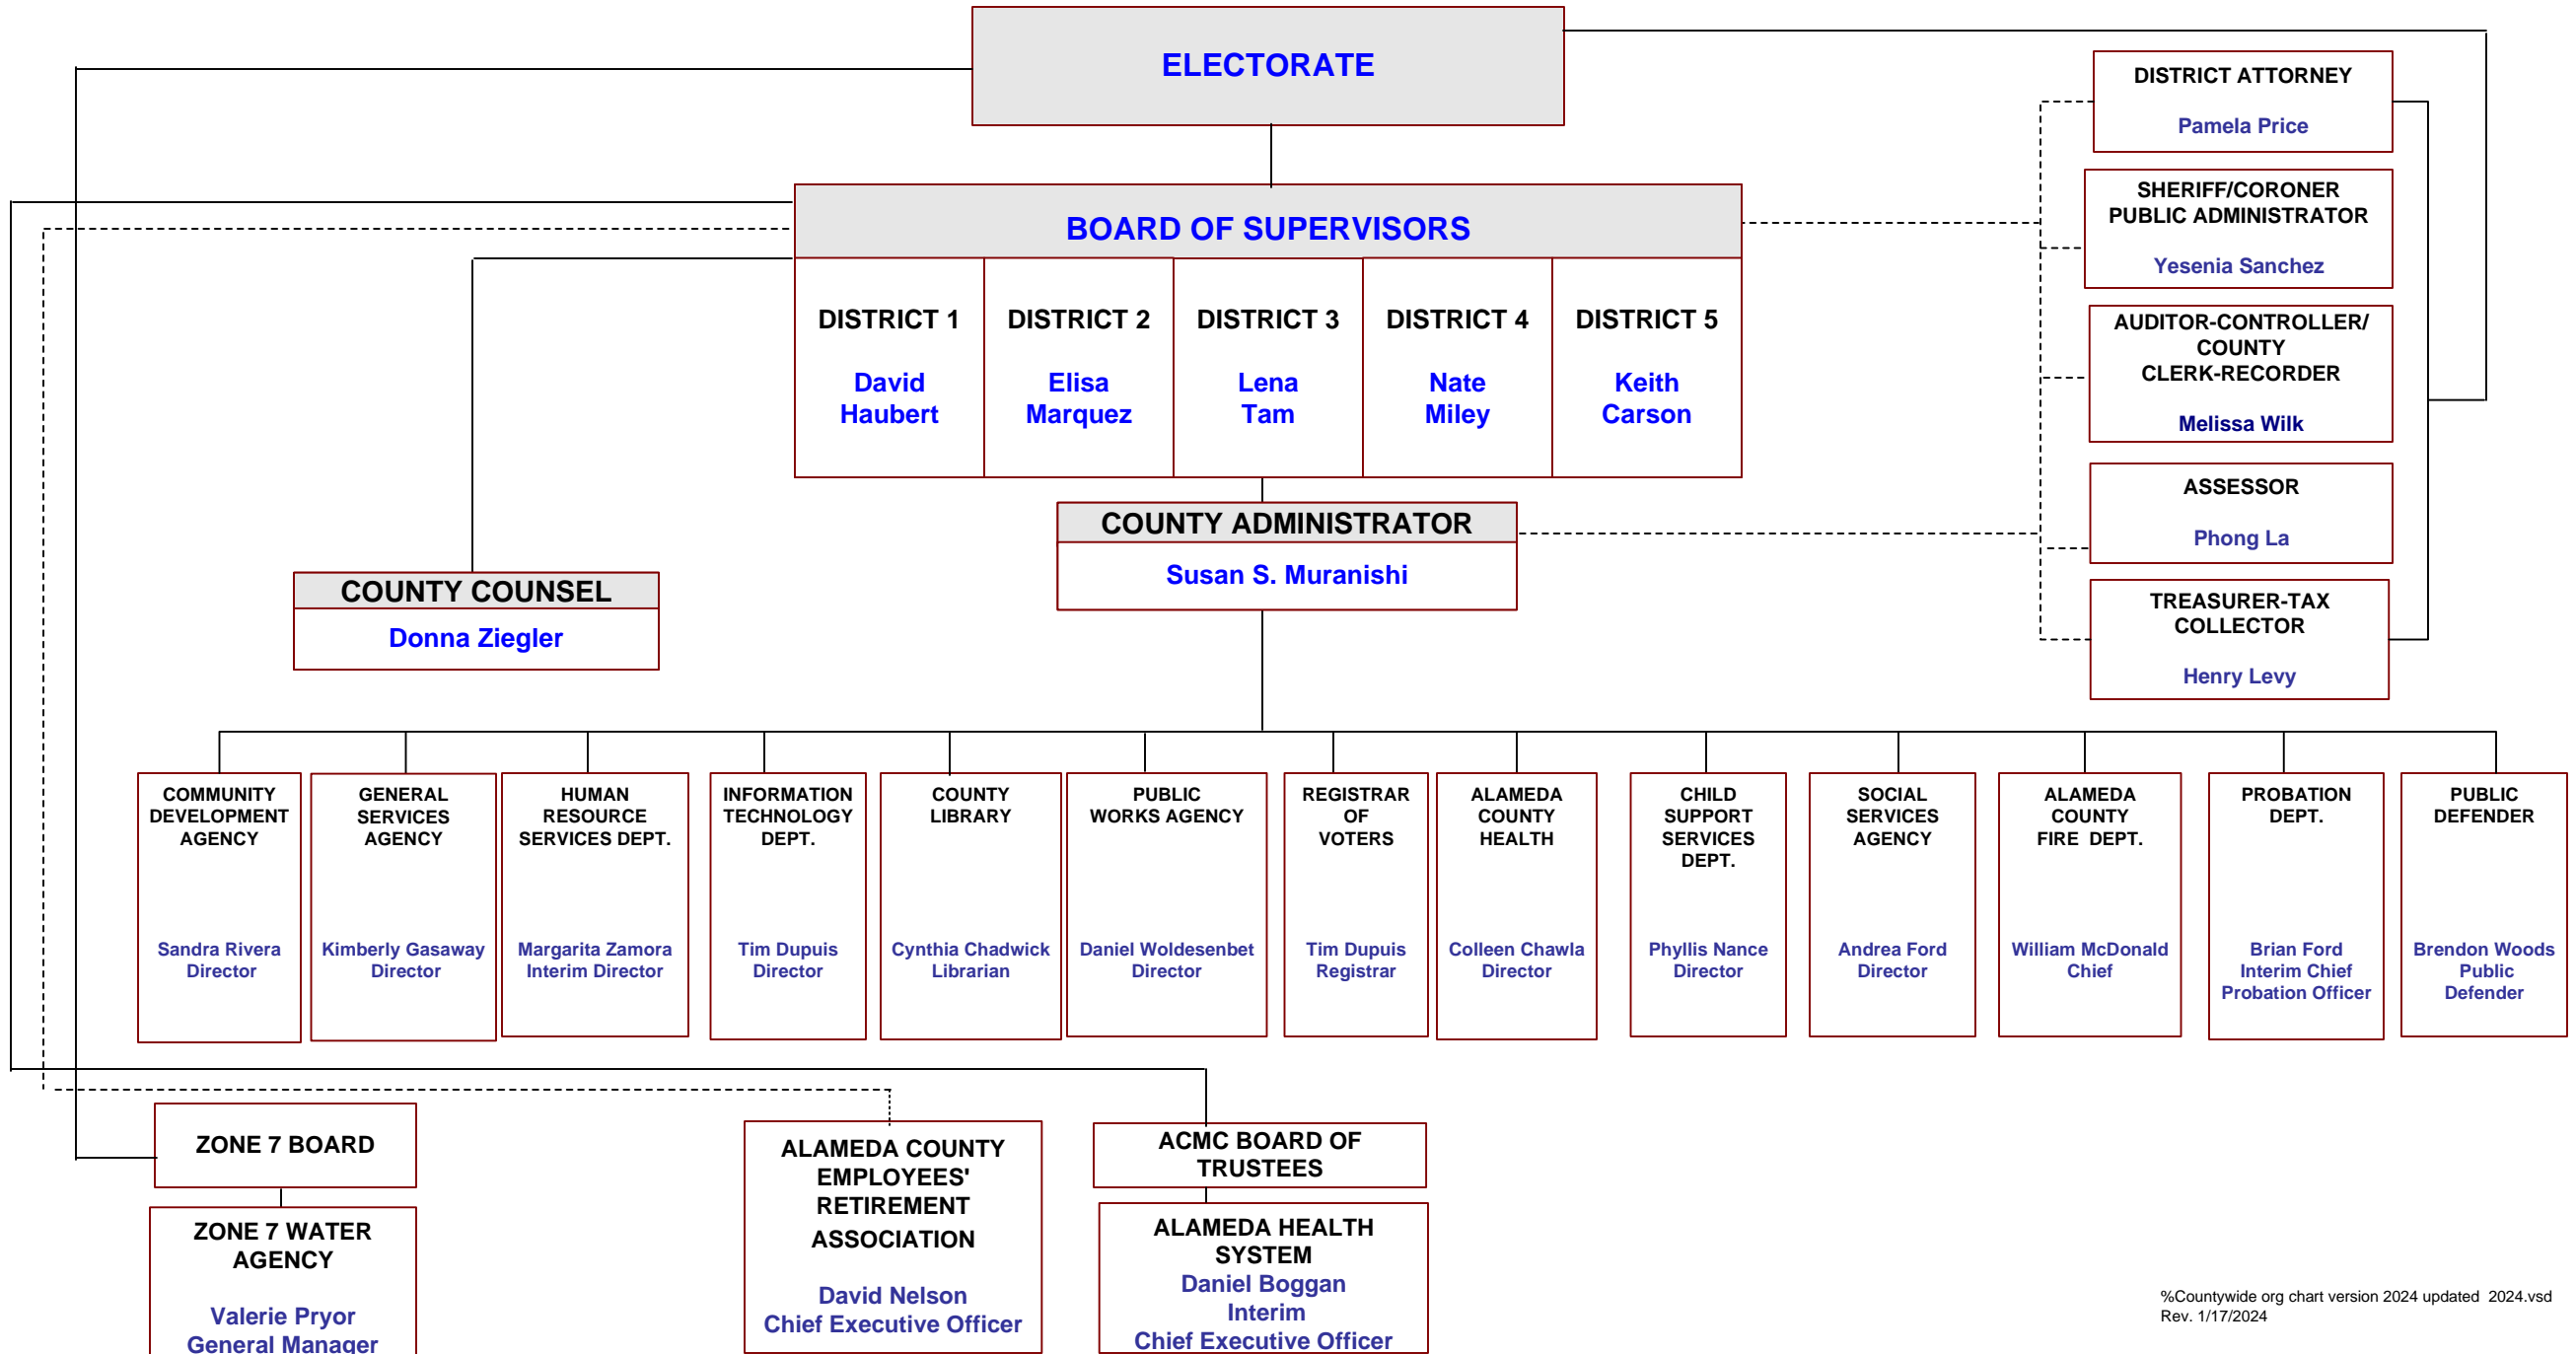 ELECTORATE
DISTRICT ATTORNEY
Pamela Price
SHERIFF/CORONER
PUBLIC ADMINISTRATOR
Yesenia Sanchez
AUDITOR-CONTROLLER/
COUNTY
CLERK-RECORDER
Melissa Wilk
ASSESSOR
Phong La
TREASURER-TAX
COLLECTOR
Henry Levy
BOARD OF SUPERVISORS
DISTRICT 1
David
Haubert
DISTRICT 2
Elisa
Marquez
DISTRICT 3
Lena
Tam
DISTRICT 4
Nate
Miley
DISTRICT 5
Keith
Carson
COUNTY ADMINISTRATOR
Susan S. Muranishi
COUNTY COUNSEL
Donna Ziegler
COMMUNITY
DEVELOPMENT
AGENCY
Sandra Rivera
Director
GENERAL
SERVICES
AGENCY
Kimberly Gasaway
Director
HUMAN
RESOURCE
SERVICES DEPT.
Margarita Zamora
Interim Director
INFORMATION
TECHNOLOGY
DEPT.
Tim Dupuis
Director
COUNTY
LIBRARY
Cynthia Chadwick
Librarian
PUBLIC
WORKS AGENCY
Daniel Woldesenbet
Director
REGISTRAR
OF
VOTERS
Tim Dupuis
Registrar
ALAMEDA
COUNTY
HEALTH
Colleen Chawla
Director
CHILD
SUPPORT
SERVICES
DEPT.
Phyllis Nance
Director
SOCIAL
SERVICES
AGENCY
Andrea Ford
Director
ALAMEDA
COUNTY
FIRE DEPT.
William McDonald
Chief
PROBATION
DEPT.
Brian Ford
Interim Chief
Probation Officer
PUBLIC
DEFENDER
Brendon Woods
Public
Defender
ZONE 7 BOARD
ZONE 7 WATER
AGENCY
Valerie Pryor
General Manager
ALAMEDA COUNTY
EMPLOYEES'
RETIREMENT
ASSOCIATION
David Nelson
Chief Executive Officer
ACMC BOARD OF
TRUSTEES
ALAMEDA HEALTH
SYSTEM
Daniel Boggan
Interim
Chief Executive Officer
%Countywide org chart version 2024 updated 2024.vsd
Rev. 1/17/2024